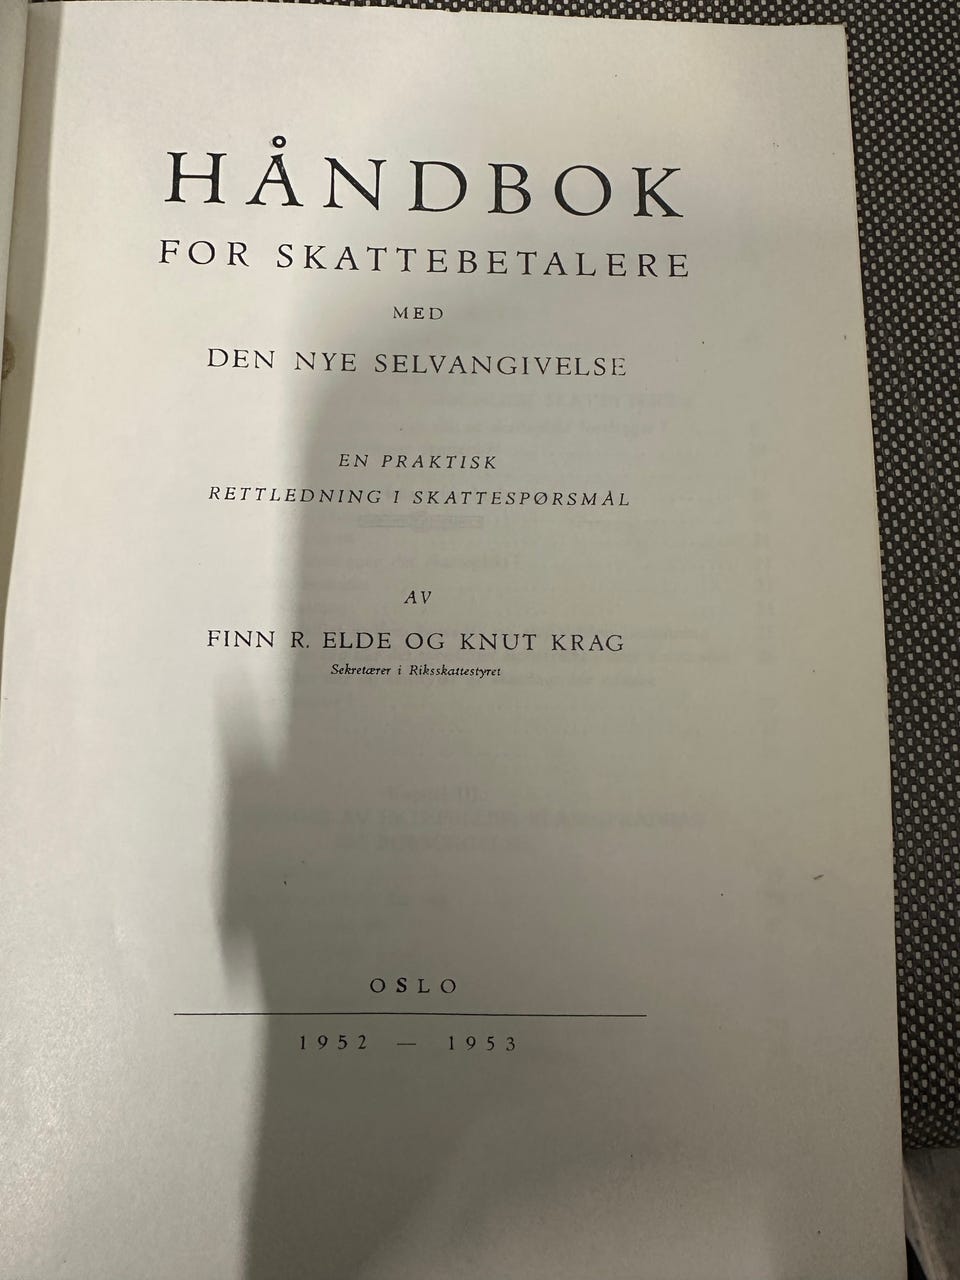 HÅNDBOK
FOR SKATTEBETALERE
MED
DEN NYE SELVANGIVELSE
EN PRAKTISK
RETTLEDNING I SKATTESPØRSMÅL
AV
FINN R. ELDE OG KNUT KRAG
Sekretærer i Riksskattestyret
OSLO
1952 — 1953